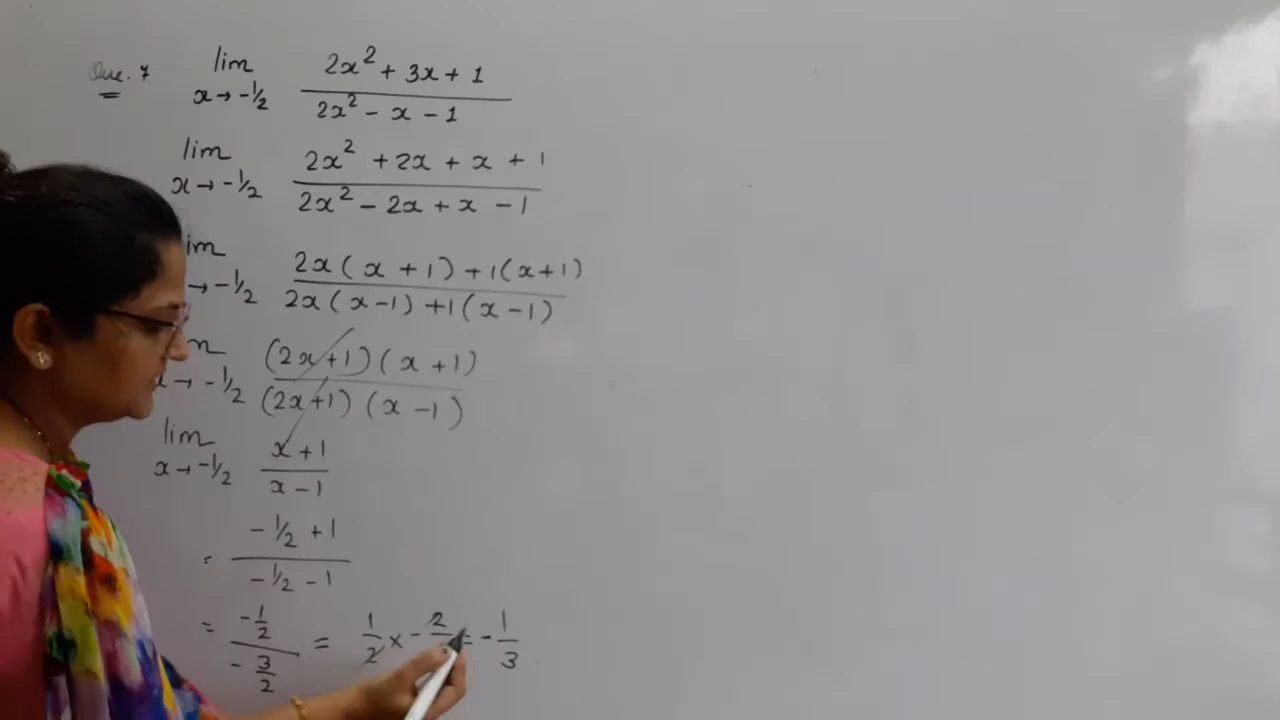 Que. 7 lim x→-1/2 2x² + 3x + 1 / 2x² - x - 1
lim x→-1/2 2x² + 2x + x + 1 / 2x² - 2x + x - 1
im →-1/2 2x(x + 1) + 1(x+1) / 2x(x - 1) + 1(x - 1)
m x→-1/2 (2x+1)(x + 1) / (2x+1)(x - 1)
lim x→-1/2 x + 1 / x - 1
= -1/2 + 1 / -1/2 - 1
= -1/2 / -3/2 = 1/2 x - 2/ = -1/3